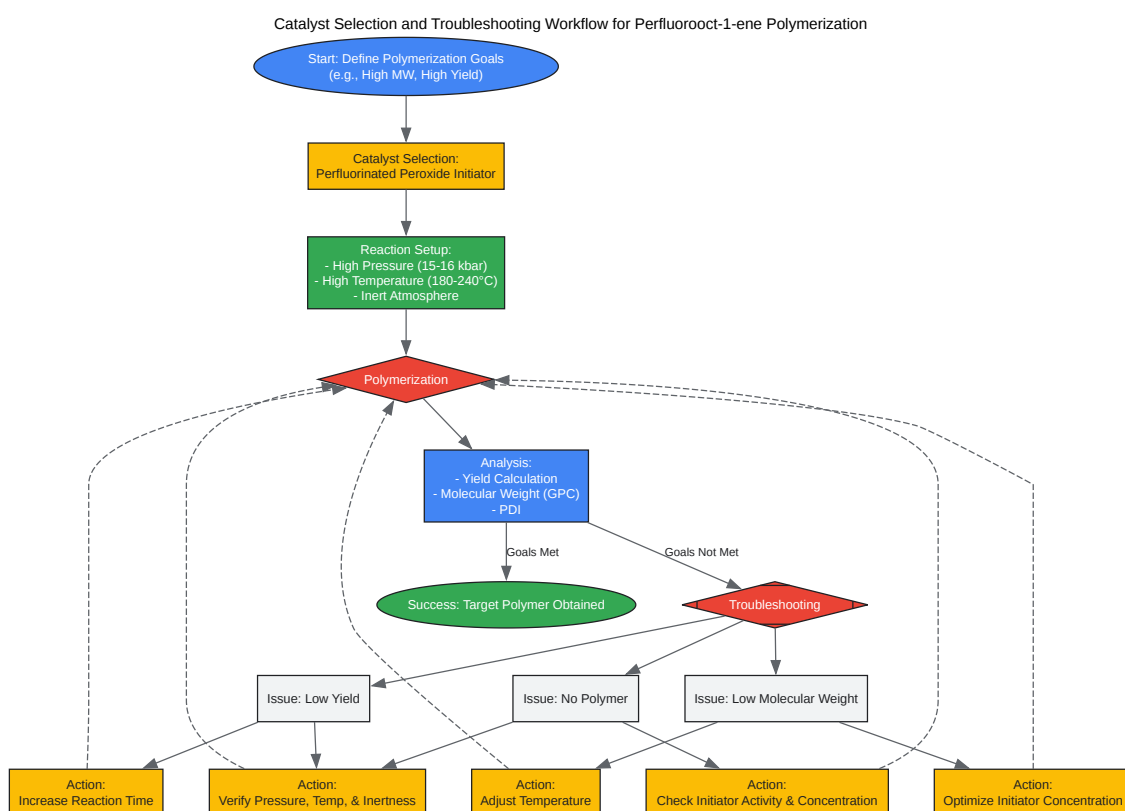 Catalyst Selection and Troubleshooting Workflow for Perfluorooct-1-ene Polymerization
Start: Define Polymerization Goals
(e.g., High MW, High Yield)
Catalyst Selection:
Perfluorinated Peroxide Initiator
Reaction Setup:
- High Pressure (15-16 kbar)
- High Temperature (180-240°C)
- Inert Atmosphere
Polymerization
Analysis:
- Yield Calculation
- Molecular Weight (GPC)
- PDI
Goals Met
Goals Not Met
Success: Target Polymer Obtained
Troubleshooting
Issue: Low Yield
Issue: No Polymer
Issue: Low Molecular Weight
Action:
Increase Reaction Time
Action:
Verify Pressure, Temp, & Inertness
Action:
Adjust Temperature
Action:
Check Initiator Activity & Concentration
Action:
Optimize Initiator Concentration